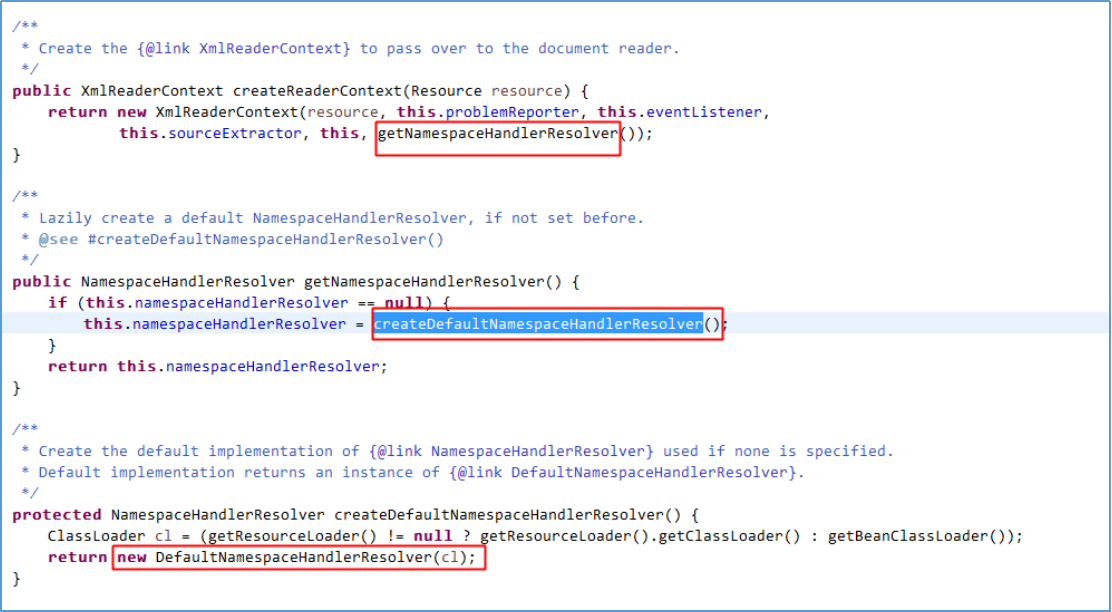 /**
 * Create the {@link XmlReaderContext} to pass over to the document reader.
 */
public XmlReaderContext createReaderContext(Resource resource) {
    return new XmlReaderContext(resource, this.problemReporter, this.eventListener,
            this.sourceExtractor, this, getNamespaceHandlerResolver());
}
/**
 * Lazily create a default NamespaceHandlerResolver, if not set before.
 * @see #createDefaultNamespaceHandlerResolver()
 */
public NamespaceHandlerResolver getNamespaceHandlerResolver() {
    if (this.namespaceHandlerResolver == null) {
        this.namespaceHandlerResolver = createDefaultNamespaceHandlerResolver();
    }
    return this.namespaceHandlerResolver;
}
/**
 * Create the default implementation of {@link NamespaceHandlerResolver} used if none is specified.
 * Default implementation returns an instance of {@link DefaultNamespaceHandlerResolver}.
 */
protected NamespaceHandlerResolver createDefaultNamespaceHandlerResolver() {
    ClassLoader cl = (getResourceLoader() != null ? getResourceLoader().getClassLoader() : getBeanClassLoader());
    return new DefaultNamespaceHandlerResolver(cl);
}